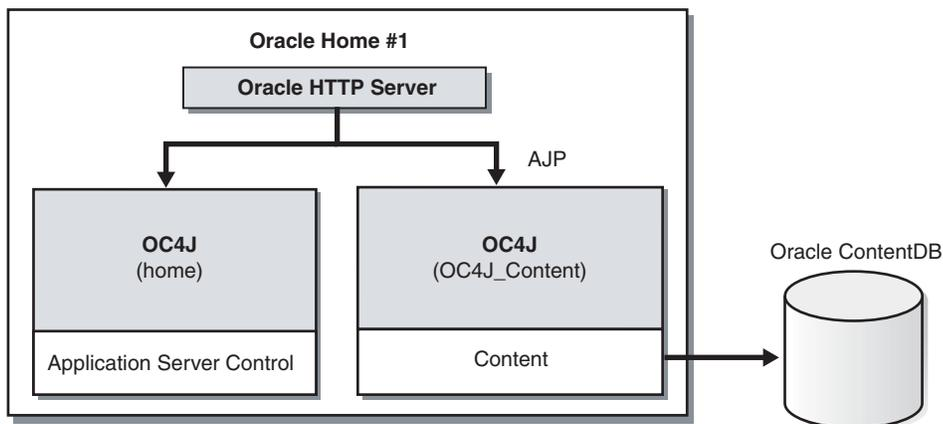 Oracle Home #1
Oracle HTTP Server
AJP
OC4J
(home)
Application Server Control
OC4J
(OC4J_Content)
Content
Oracle ContentDB